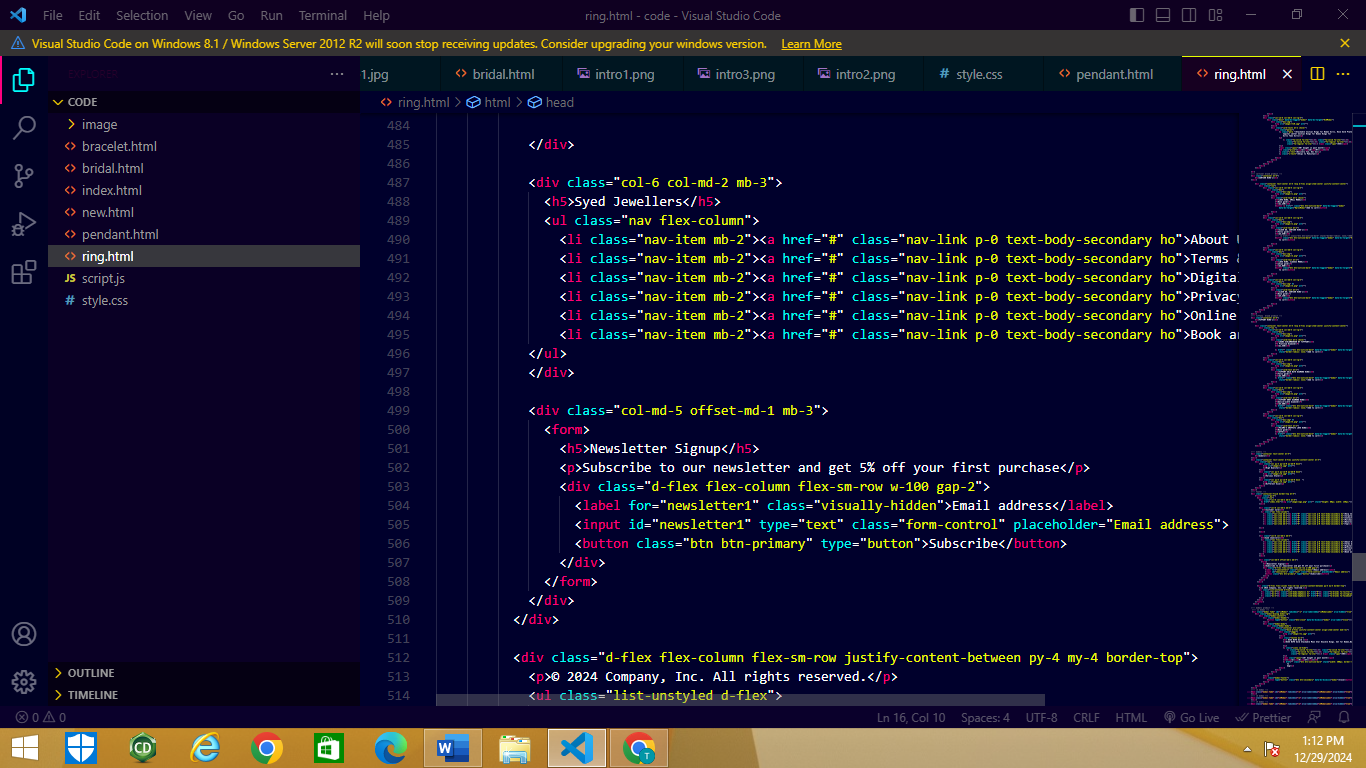 File Edit Selection View Go Run Terminal Help ring.html - code - Visual Studio Code
Visual Studio Code on Windows 8.1 / Windows Server 2012 R2 will soon stop receiving updates. Consider upgrading your windows version. Learn More
EXPLORER
1.jpg bridal.html intro1.png intro3.png intro2.png style.css pendant.html ring.html
ring.html > html > head
CODE
image
bracelet.html
bridal.html
index.html
new.html
pendant.html
ring.html
script.js
style.css
OUTLINE
TIMELINE
484
485 </div>
486
487 <div class="col-6 col-md-2 mb-3">
488 <h5>Syed Jewellers</h5>
489 <ul class="nav flex-column">
490 <li class="nav-item mb-2"><a href="#" class="nav-link p-0 text-body-secondary ho">About
491 <li class="nav-item mb-2"><a href="#" class="nav-link p-0 text-body-secondary ho">Terms &
492 <li class="nav-item mb-2"><a href="#" class="nav-link p-0 text-body-secondary ho">Digital
493 <li class="nav-item mb-2"><a href="#" class="nav-link p-0 text-body-secondary ho">Privacy
494 <li class="nav-item mb-2"><a href="#" class="nav-link p-0 text-body-secondary ho">Online
495 <li class="nav-item mb-2"><a href="#" class="nav-link p-0 text-body-secondary ho">Book
496 </ul>
497 </div>
498
499 <div class="col-md-5 offset-md-1 mb-3">
500 <form>
501 <h5>Newsletter Signup</h5>
502 <p>Subscribe to our newsletter and get 5% off your first purchase</p>
503 <div class="d-flex flex-column flex-sm-row w-100 gap-2">
504 <label for="newsletter1" class="visually-hidden">Email address</label>
505 <input id="newsletter1" type="text" class="form-control" placeholder="Email address">
506 <button class="btn btn-primary" type="button">Subscribe</button>
507 </div>
508 </form>
509 </div>
510 </div>
511
512 <div class="d-flex flex-column flex-sm-row justify-content-between py-4 my-4 border-top">
513 <p>© 2024 Company, Inc. All rights reserved.</p>
514 <ul class="list-unstyled d-flex">
0 0 Ln 16, Col 10 Spaces: 4 UTF-8 CRLF HTML Go Live Prettier
1:12 PM
12/29/2024